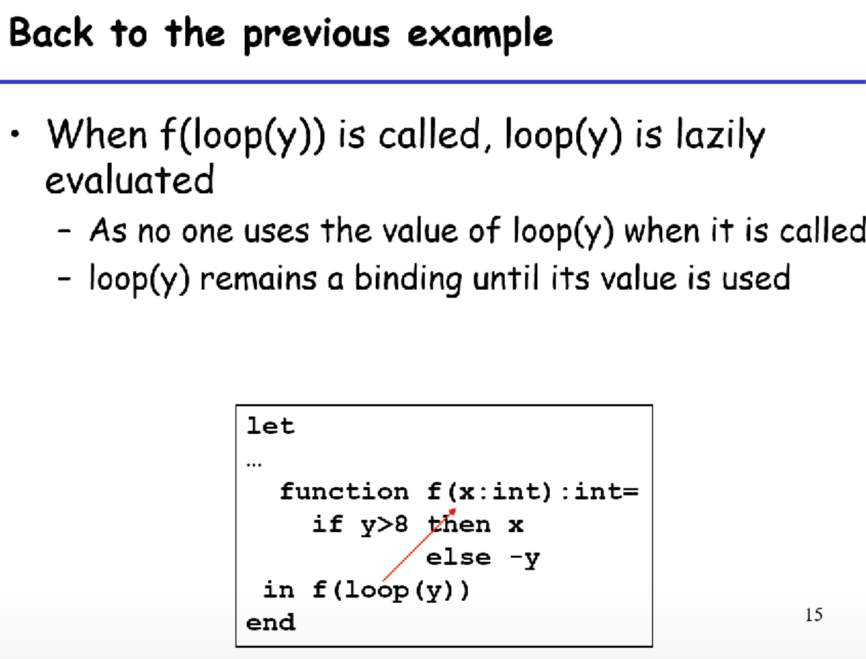 Back to the previous example
• When f(loop(y)) is called, loop(y) is lazily
evaluated
– As no one uses the value of loop(y) when it is called
– loop(y) remains a binding until its value is used
let
…
function f(x:int):int=
if y>8 then x
else -y
in f(loop(y))
end
15